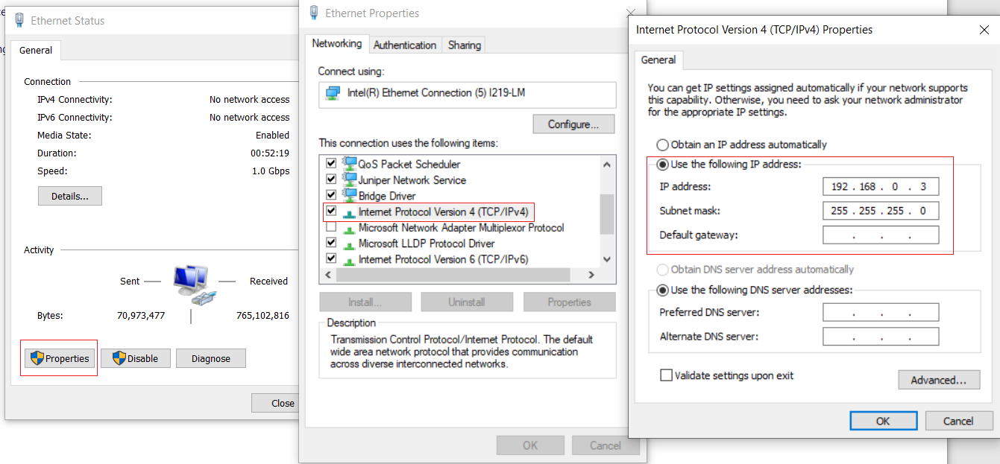 Ethernet Status
General
Connection
IPv4 Connectivity: No network access
IPv6 Connectivity: No network access
Media State: Enabled
Duration: 00:52:19
Speed: 1.0 Gbps
Details...
Activity
Sent Received
Bytes: 70,973,477 765,102,816
Properties Disable Diagnose
Close
Ethernet Properties
Networking Authentication Sharing
Connect using:
Intel(R) Ethernet Connection (5) I219-LM
Configure...
This connection uses the following items:
QoS Packet Scheduler
Juniper Network Service
Bridge Driver
Internet Protocol Version 4 (TCP/IPv4)
Microsoft Network Adapter Multiplexor Protocol
Microsoft LLDP Protocol Driver
Internet Protocol Version 6 (TCP/IPv6)
Install... Uninstall Properties
Description
Transmission Control Protocol/Internet Protocol. The default
wide area network protocol that provides communication
across diverse interconnected networks.
OK Cancel
Internet Protocol Version 4 (TCP/IPv4) Properties
General
You can get IP settings assigned automatically if your network supports
this capability. Otherwise, you need to ask your network administrator
for the appropriate IP settings.
Obtain an IP address automatically
Use the following IP address:
IP address: 192 . 168 . 0 . 3
Subnet mask: 255 . 255 . 255 . 0
Default gateway: . . .
Obtain DNS server address automatically
Use the following DNS server addresses:
Preferred DNS server: . . .
Alternate DNS server: . . .
Validate settings upon exit
Advanced...
OK Cancel